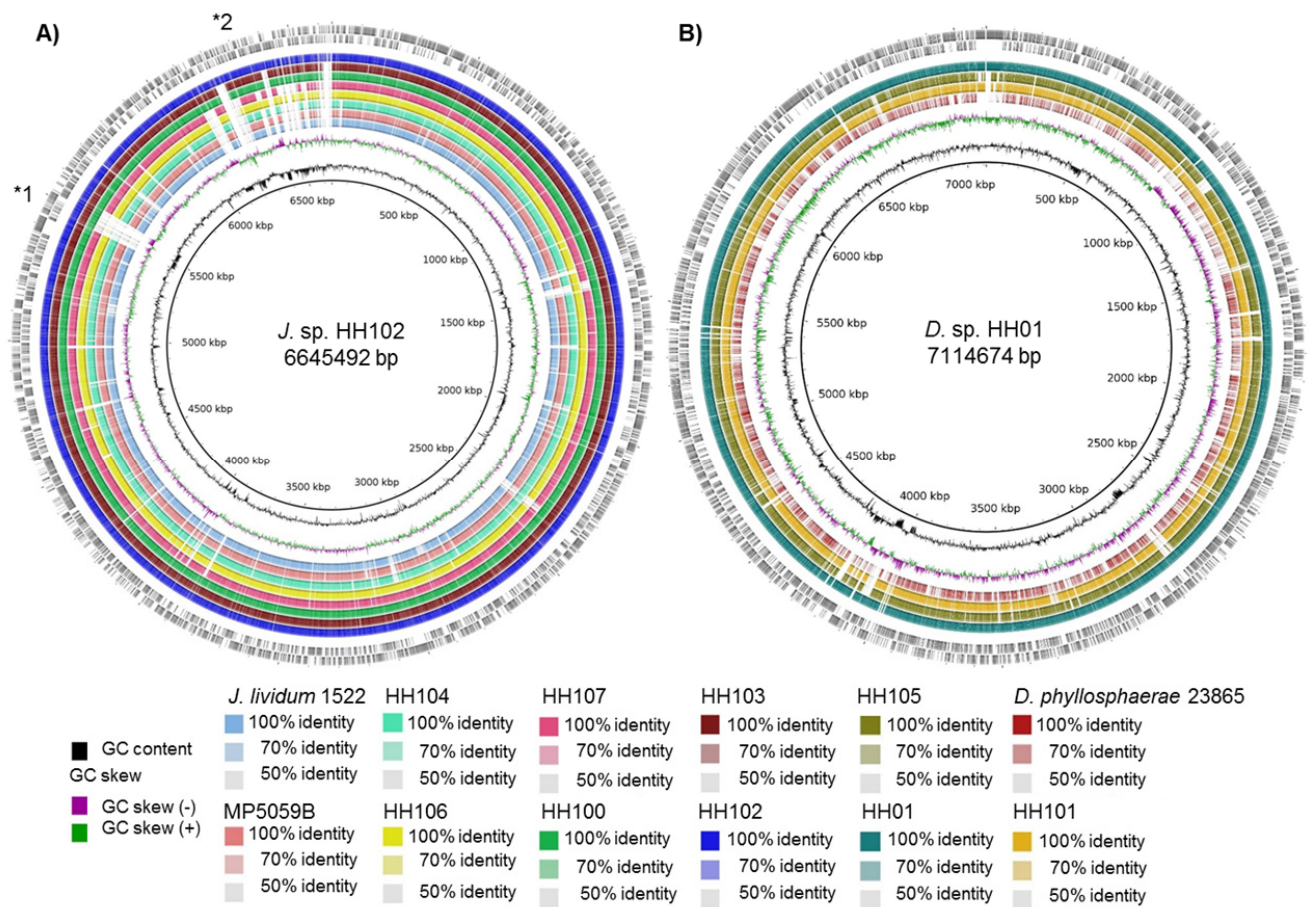 A)
*2
*1
B)
6500 kbp
500 kbp
1000 kbp
1500 kbp
2000 kbp
2500 kbp
3000 kbp
3500 kbp
4000 kbp
4500 kbp
5000 kbp
5500 kbp
6000 kbp
J. sp. HH102
6645492 bp
7000 kbp
500 kbp
1000 kbp
1500 kbp
2000 kbp
2500 kbp
3000 kbp
3500 kbp
4000 kbp
4500 kbp
5000 kbp
5500 kbp
6000 kbp
6500 kbp
D. sp. HH01
7114674 bp
GC content
GC skew
GC skew (-)
GC skew (+)
J. lividum 1522
100% identity
70% identity
50% identity
HH104
100% identity
70% identity
50% identity
HH107
100% identity
70% identity
50% identity
HH103
100% identity
70% identity
50% identity
HH105
100% identity
70% identity
50% identity
D. phyllosphaerae 23865
100% identity
70% identity
50% identity
MP5059B
100% identity
70% identity
50% identity
HH106
100% identity
70% identity
50% identity
HH100
100% identity
70% identity
50% identity
HH102
100% identity
70% identity
50% identity
HH01
100% identity
70% identity
50% identity
HH101
100% identity
70% identity
50% identity